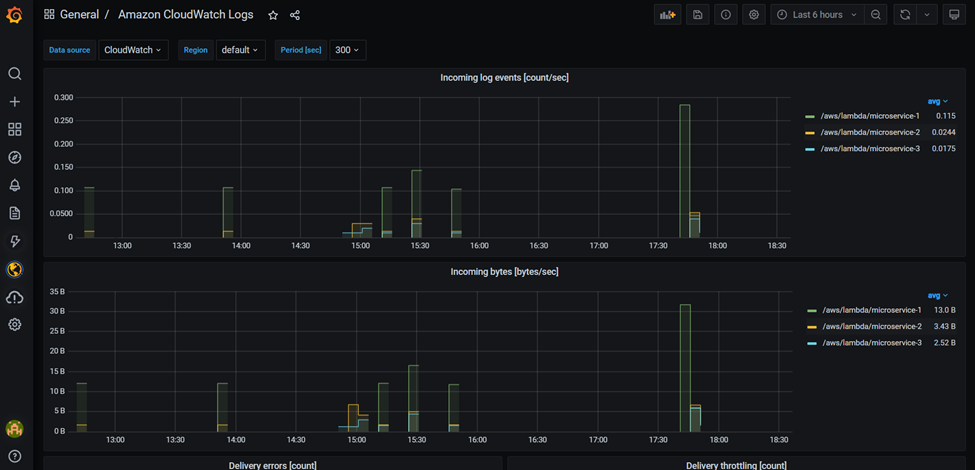 General / Amazon CloudWatch Logs
Last 6 hours
Data source CloudWatch Region default Period [sec] 300
Incoming log events [count/sec]
0.300
0.250
0.200
0.150
0.100
0.0500
0
13:00 13:30 14:00 14:30 15:00 15:30 16:00 16:30 17:00 17:30 18:00 18:30
avg
/aws/lambda/microservice-1 0.115
/aws/lambda/microservice-2 0.0244
/aws/lambda/microservice-3 0.0175
Incoming bytes [bytes/sec]
35 B
30 B
25 B
20 B
15 B
10 B
5 B
0 B
13:00 13:30 14:00 14:30 15:00 15:30 16:00 16:30 17:00 17:30 18:00 18:30
avg
/aws/lambda/microservice-1 13.0 B
/aws/lambda/microservice-2 3.43 B
/aws/lambda/microservice-3 2.52 B
Delivery errors [count] Delivery throttling [count]